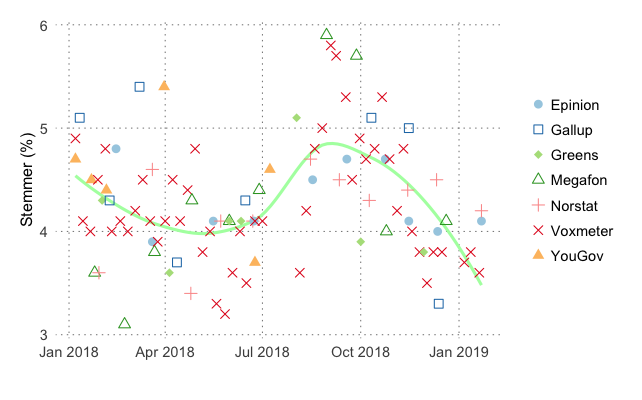 6
5
4
3
Stemmer (%)
Jan 2018
Apr 2018
Jul 2018
Oct 2018
Jan 2019
Epinion
Gallup
Greens
Megafon
Norstat
Voxmeter
YouGov